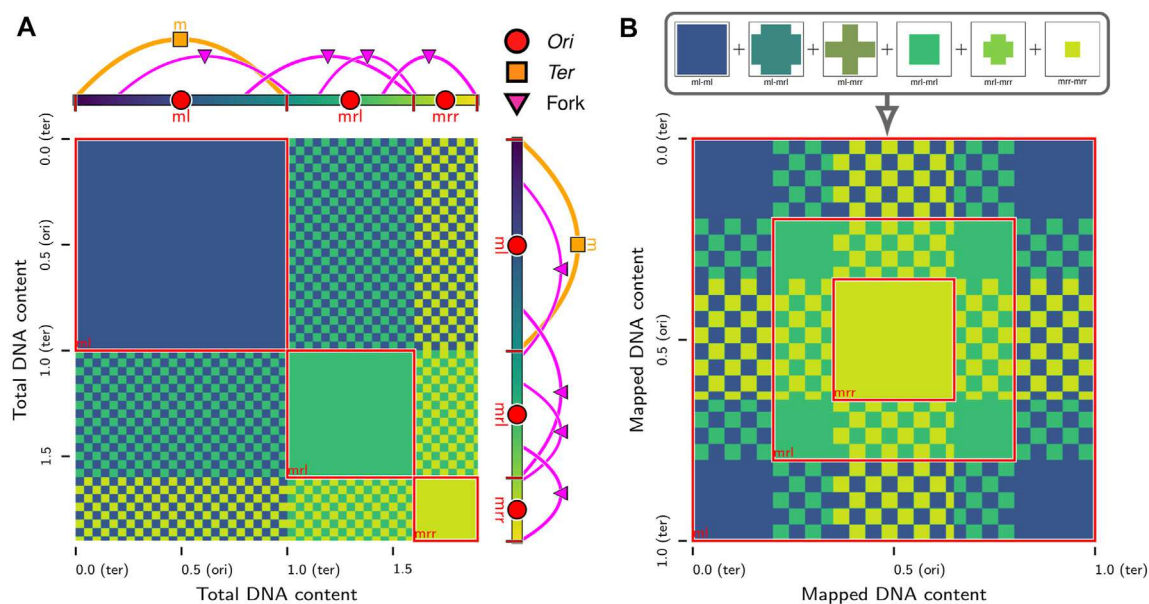 A
m
ml
mrl
mrr
Ori
Ter
Fork
Total DNA content
0.0 (ter)
0.5 (ori)
1.0 (ter)
1.5
ml
mrl
mrr
m
ml
mrl
mrr
0.0 (ter)
0.5 (ori)
1.0 (ter)
1.5
Total DNA content
B
ml-ml + ml-mrl + ml-mrr + mrl-mrl + mrl-mrr + mrr-mrr
Mapped DNA content
0.0 (ter)
0.5 (ori)
1.0 (ter)
mrr
mrl
ml
0.0 (ter)
0.5 (ori)
1.0 (ter)
Mapped DNA content